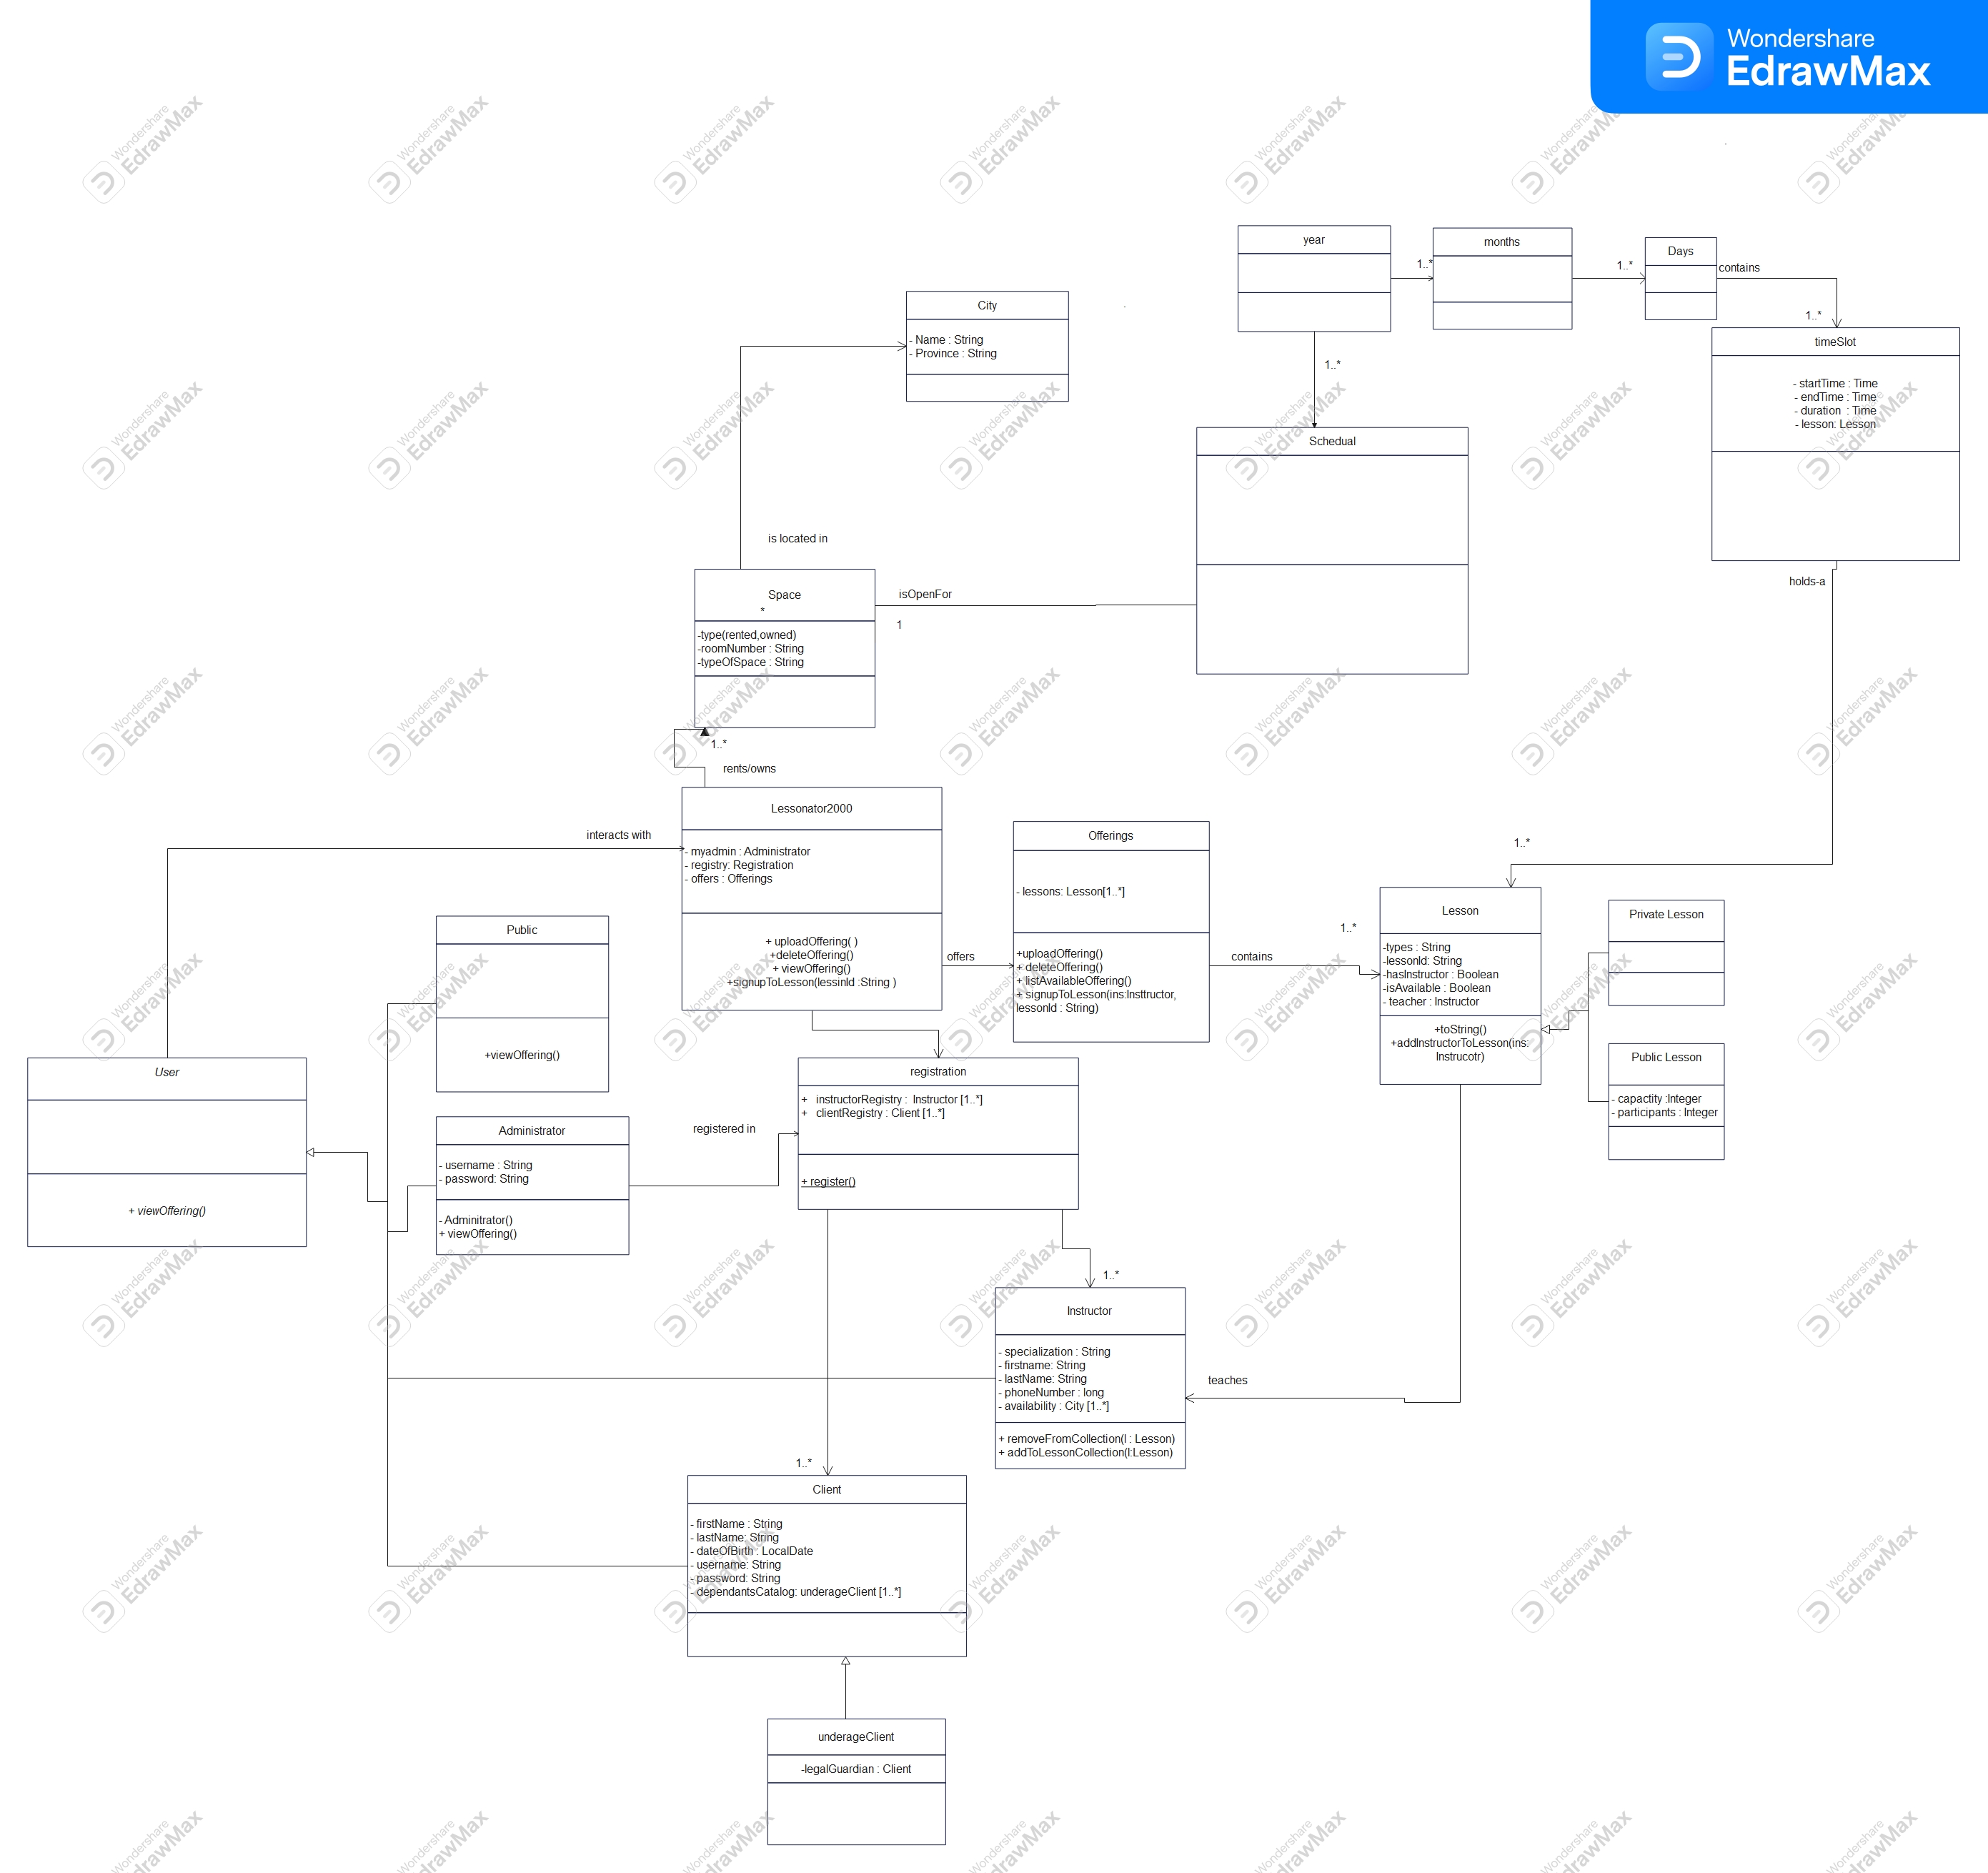 Wondershare
EdrawMax
year
1..*
months
1..*
Days
contains
1..*
City
- Name : String
- Province : String
1..*
timeSlot
- startTime : Time
- endTime : Time
- duration  : Time
- lesson: Lesson
Schedual
is located in
holds-a
Space
*
-type(rented,owned)
-roomNumber : String
-typeOfSpace : String
isOpenFor
1
1..*
rents/owns
Lessonator2000
- myadmin : Administrator
- registry: Registration
- offers : Offerings
+ uploadOffering( )
+deleteOffering()
+ viewOffering()
+signupToLesson(lessinId :String )
interacts with
offers
Offerings
- lessons: Lesson[1..*]
+uploadOffering()
+ deleteOffering()
+ listAvailableOffering()
+ signupToLesson(ins:Insttructor,
lessonId : String)
contains
1..*
1..*
Lesson
-types : String
-lessonId: String
-hasInstructor : Boolean
-isAvailable : Boolean
- teacher : Instructor
+toString()
+addInstructorToLesson(ins:
Instrucotr)
Private Lesson
Public Lesson
- capactity :Integer
- participants : Integer
Public
+viewOffering()
User
+ viewOffering()
Administrator
- username : String
- password: String
- Adminitrator()
+ viewOffering()
registered in
registration
+   instructorRegistry :  Instructor [1..*]
+   clientRegistry : Client [1..*]
+ register()
1..*
Instructor
- specialization : String
- firstname: String
- lastName: String
- phoneNumber : long
- availability : City [1..*]
+ removeFromCollection(l : Lesson)
+ addToLessonCollection(l:Lesson)
teaches
1..*
Client
- firstName : String
- lastName: String
- dateOfBirth : LocalDate
- username: String
- password: String
- dependantsCatalog: underageClient [1..*]
underageClient
-legalGuardian : Client